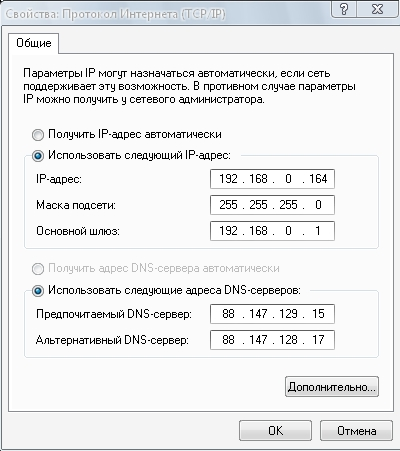 Свойства: Протокол Интернета (TCP/IP)
Общие
Параметры IP могут назначаться автоматически, если сеть
поддерживает эту возможность. В противном случае параметры
IP можно получить у сетевого администратора.
Получить IP-адрес автоматически
Использовать следующий IP-адрес:
IP-адрес: 192 . 168 . 0 . 164
Маска подсети: 255 . 255 . 255 . 0
Основной шлюз: 192 . 168 . 0 . 1
Получить адрес DNS-сервера автоматически
Использовать следующие адреса DNS-серверов:
Предпочитаемый DNS-сервер: 88 . 147 . 129 . 15
Альтернативный DNS-сервер: 88 . 147 . 128 . 17
Дополнительно...
OK Отмена